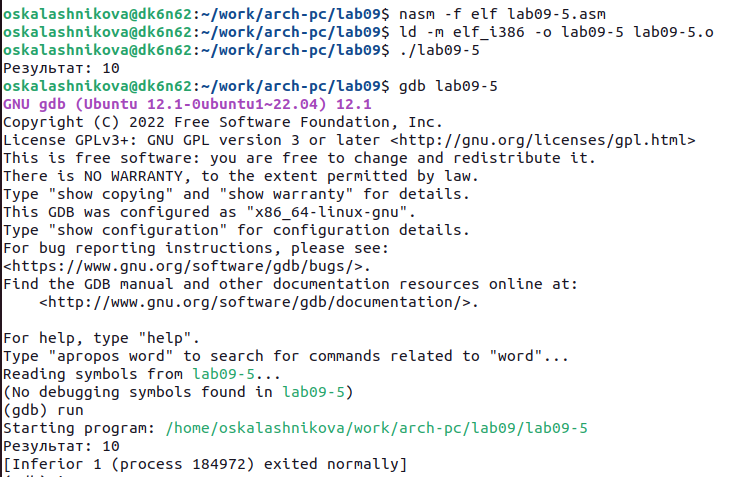 oskalashnikova@dk6n62:~/work/arch-pc/lab09$ nasm -f elf lab09-5.asm
oskalashnikova@dk6n62:~/work/arch-pc/lab09$ ld -m elf_i386 -o lab09-5 lab09-5.o
oskalashnikova@dk6n62:~/work/arch-pc/lab09$ ./lab09-5
Результат: 10
oskalashnikova@dk6n62:~/work/arch-pc/lab09$ gdb lab09-5
GNU gdb (Ubuntu 12.1-0ubuntu1~22.04) 12.1
Copyright (C) 2022 Free Software Foundation, Inc.
License GPLv3+: GNU GPL version 3 or later <http://gnu.org/licenses/gpl.html>
This is free software: you are free to change and redistribute it.
There is NO WARRANTY, to the extent permitted by law.
Type "show copying" and "show warranty" for details.
This GDB was configured as "x86_64-linux-gnu".
Type "show configuration" for configuration details.
For bug reporting instructions, please see:
<https://www.gnu.org/software/gdb/bugs/>.
Find the GDB manual and other documentation resources online at:
    <http://www.gnu.org/software/gdb/documentation/>.

For help, type "help".
Type "apropos word" to search for commands related to "word"...
Reading symbols from lab09-5...
(No debugging symbols found in lab09-5)
(gdb) run
Starting program: /home/oskalashnikova/work/arch-pc/lab09/lab09-5
Результат: 10
[Inferior 1 (process 184972) exited normally]